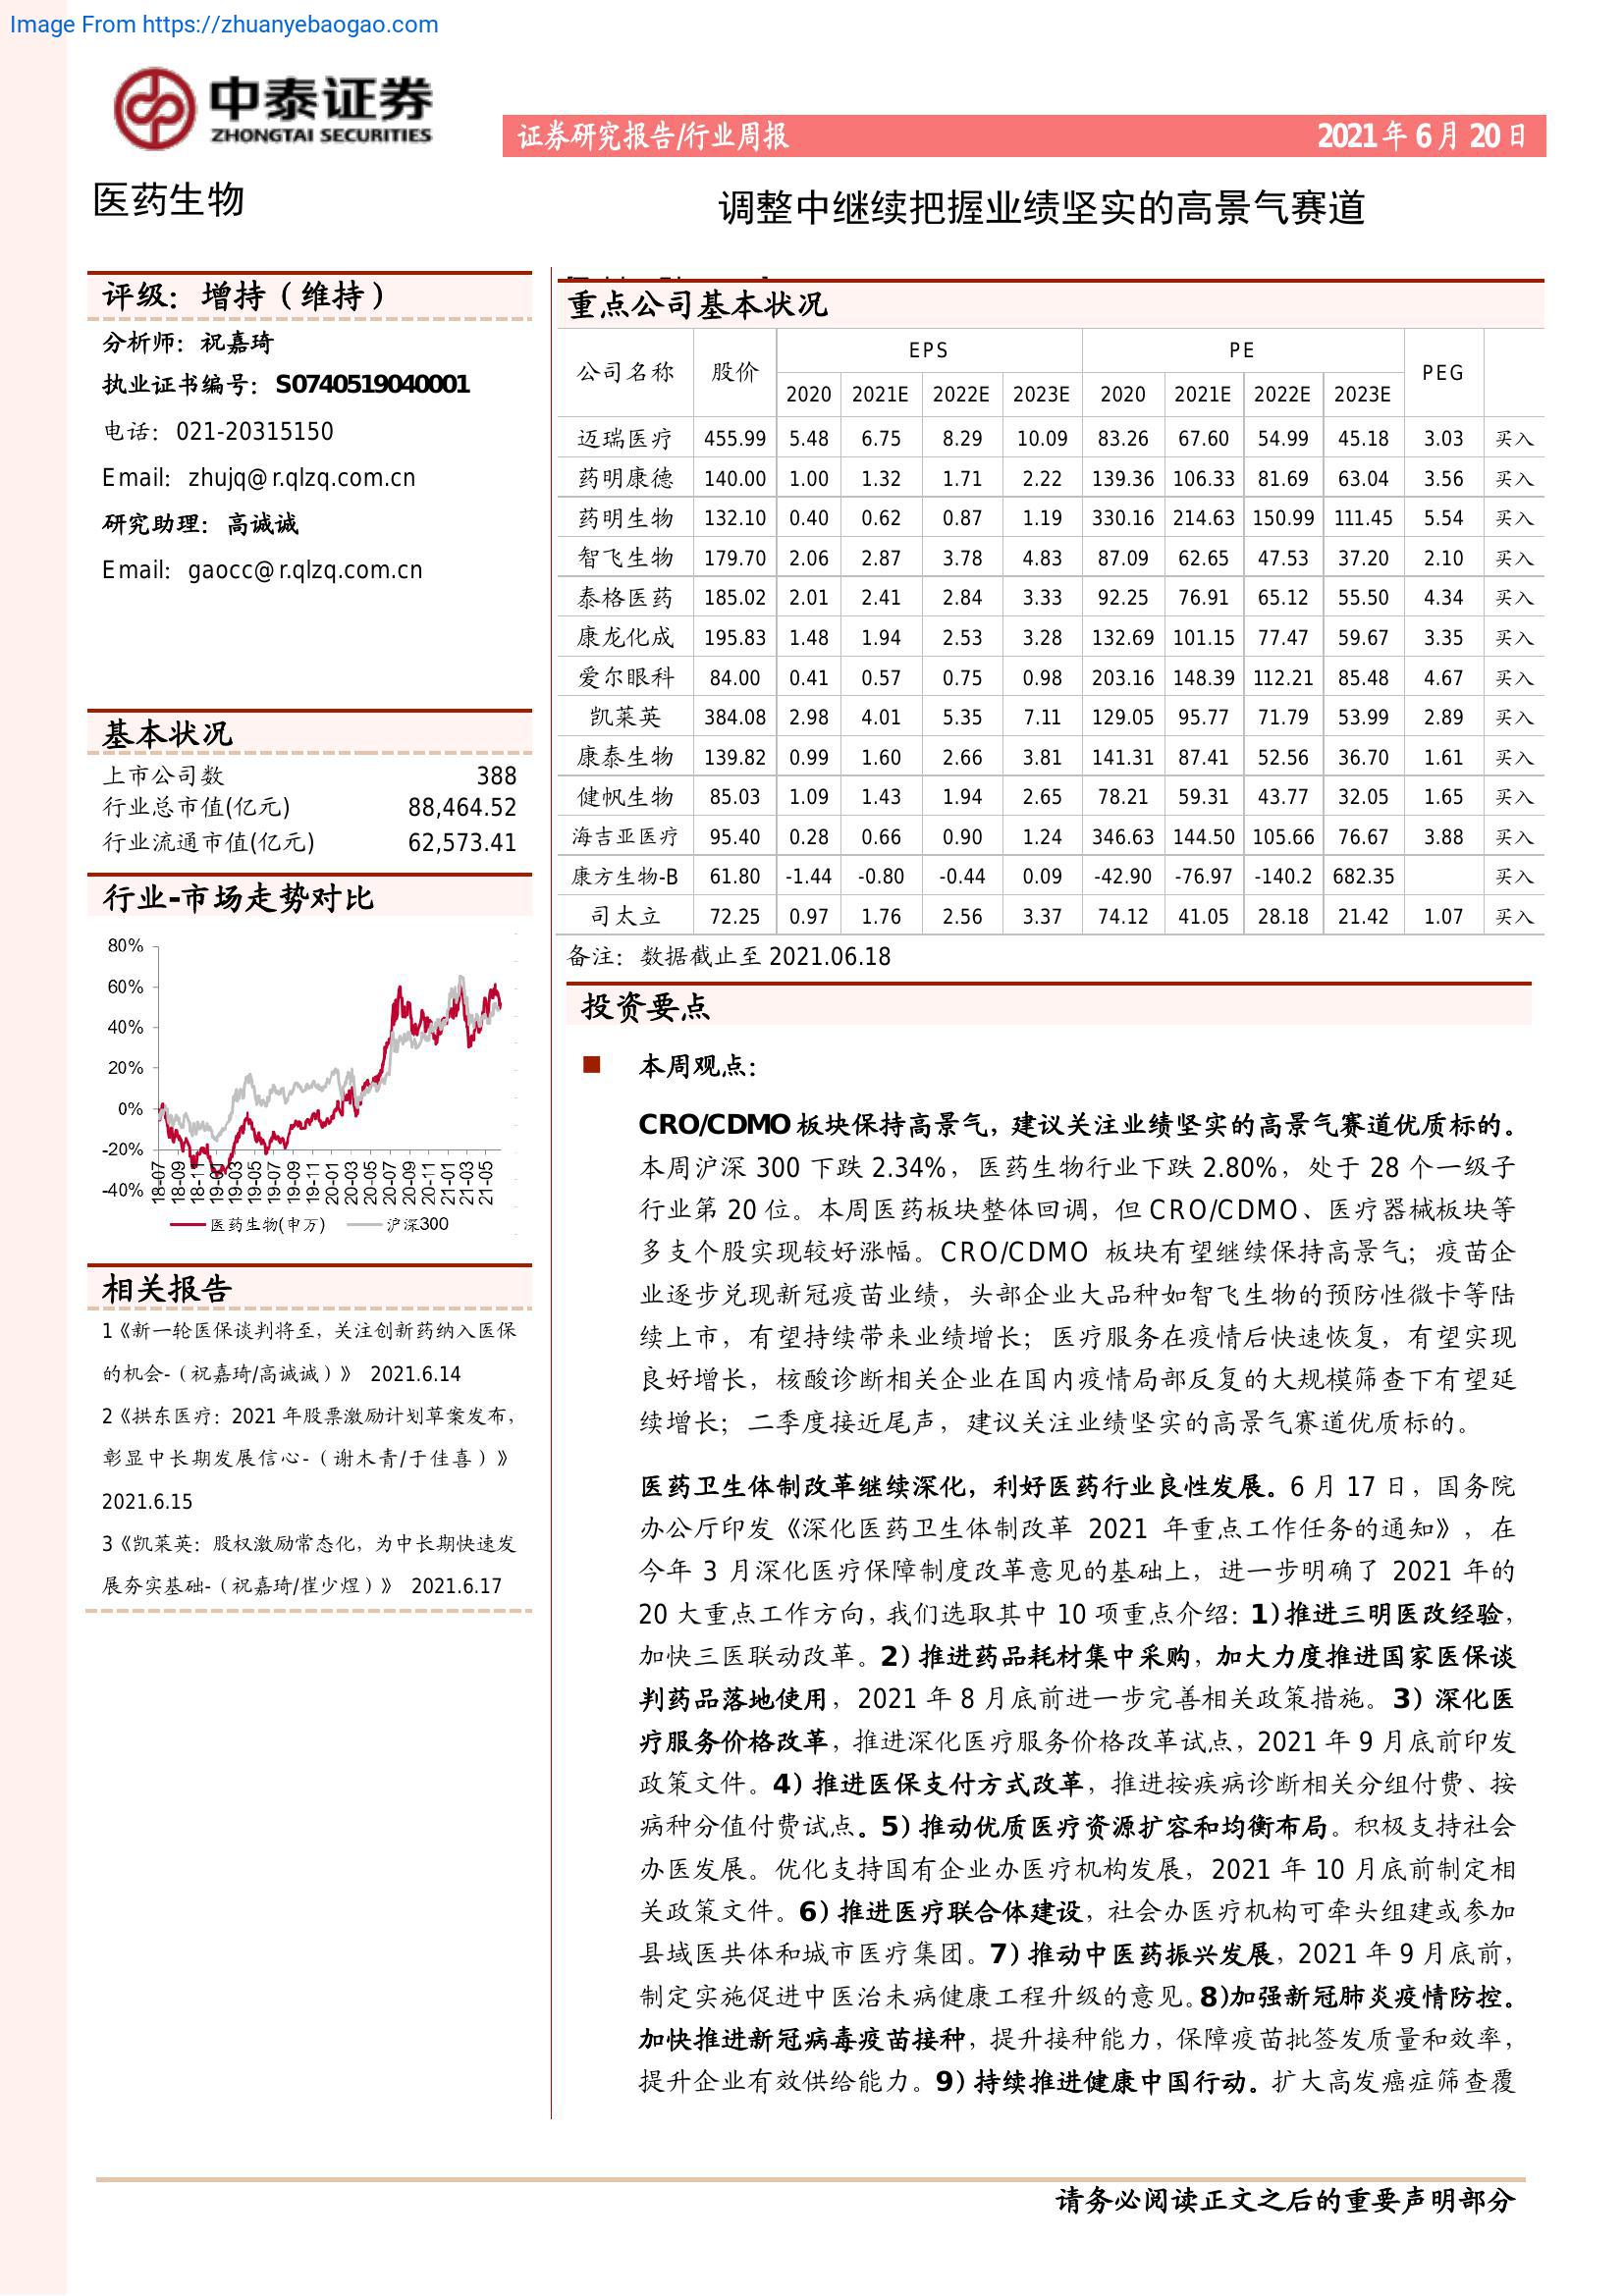 Image From https://zhuanyebaogao.com
中泰证券
ZHONGTAI SECURITIES
证券研究报告/行业周报 2021年6月20日
医药生物
调整中继续把握业绩坚实的高景气赛道
评级：增持（维持）
分析师：祝嘉琦
执业证书编号：S0740519040001
电话：021-20315150
Email：zhujq@r.qlzq.com.cn
研究助理：高诚诚
Email：gaocc@r.qlzq.com.cn
基本状况
上市公司数 388
行业总市值(亿元) 88,464.52
行业流通市值(亿元) 62,573.41
行业-市场走势对比
80%
60%
40%
20%
0%
-20%
-40%
18-07 18-09 18-11 19-01 19-03 19-05 19-07 19-09 19-11 20-01 20-03 20-05 20-07 20-09 20-11 21-01 21-03 21-05
医药生物(申万) 沪深300
相关报告
1《新一轮医保谈判将至，关注创新药纳入医保
的机会-（祝嘉琦/高诚诚）》 2021.6.14
2《拱东医疗：2021 年股票激励计划草案发布，
彰显中长期发展信心-（谢木青/于佳喜）》
2021.6.15
3《凯莱英：股权激励常态化，为中长期快速发
展夯实基础-（祝嘉琦/崔少煜）》 2021.6.17
重点公司基本状况
公司名称 股价 EPS PE PEG
2020 2021E 2022E 2023E 2020 2021E 2022E 2023E
迈瑞医疗 455.99 5.48 6.75 8.29 10.09 83.26 67.60 54.99 45.18 3.03 买入
药明康德 140.00 1.00 1.32 1.71 2.22 139.36 106.33 81.69 63.04 3.56 买入
药明生物 132.10 0.40 0.62 0.87 1.19 330.16 214.63 150.99 111.45 5.54 买入
智飞生物 179.70 2.06 2.87 3.78 4.83 87.09 62.65 47.53 37.20 2.10 买入
泰格医药 185.02 2.01 2.41 2.84 3.33 92.25 76.91 65.12 55.50 4.34 买入
康龙化成 195.83 1.48 1.94 2.53 3.28 132.69 101.15 77.47 59.67 3.35 买入
爱尔眼科 84.00 0.41 0.57 0.75 0.98 203.16 148.39 112.21 85.48 4.67 买入
凯莱英 384.08 2.98 4.01 5.35 7.11 129.05 95.77 71.79 53.99 2.89 买入
康泰生物 139.82 0.99 1.60 2.66 3.81 141.31 87.41 52.56 36.70 1.61 买入
健帆生物 85.03 1.09 1.43 1.94 2.65 78.21 59.31 43.77 32.05 1.65 买入
海吉亚医疗 95.40 0.28 0.66 0.90 1.24 346.63 144.50 105.66 76.67 3.88 买入
康方生物-B 61.80 -1.44 -0.80 -0.44 0.09 -42.90 -76.97 -140.2 682.35 买入
司太立 72.25 0.97 1.76 2.56 3.37 74.12 41.05 28.18 21.42 1.07 买入
备注：数据截止至 2021.06.18
投资要点
■ 本周观点：
CRO/CDMO 板块保持高景气，建议关注业绩坚实的高景气赛道优质标的。
本周沪深 300 下跌 2.34%，医药生物行业下跌 2.80%，处于 28 个一级子
行业第 20 位。本周医药板块整体回调，但 CRO/CDMO、医疗器械板块等
多支个股实现较好涨幅。CRO/CDMO 板块有望继续保持高景气；疫苗企
业逐步兑现新冠疫苗业绩，头部企业大品种如智飞生物的预防性微卡等陆
续上市，有望持续带来业绩增长；医疗服务在疫情后快速恢复，有望实现
良好增长，核酸诊断相关企业在国内疫情局部反复的大规模筛查下有望延
续增长；二季度接近尾声，建议关注业绩坚实的高景气赛道优质标的。
医药卫生体制改革继续深化，利好医药行业良性发展。6 月 17 日，国务院
办公厅印发《深化医药卫生体制改革 2021 年重点工作任务的通知》，在
今年 3 月深化医疗保障制度改革意见的基础上，进一步明确了 2021 年的
20 大重点工作方向，我们选取其中 10 项重点介绍：1）推进三明医改经验，
加快三医联动改革。2）推进药品耗材集中采购，加大力度推进国家医保谈
判药品落地使用，2021 年 8 月底前进一步完善相关政策措施。3）深化医
疗服务价格改革，推进深化医疗服务价格改革试点，2021 年 9 月底前印发
政策文件。4）推进医保支付方式改革，推进按疾病诊断相关分组付费、按
病种分值付费试点。5）推动优质医疗资源扩容和均衡布局。积极支持社会
办医发展。优化支持国有企业办医疗机构发展，2021 年 10 月底前制定相
关政策文件。6）推进医疗联合体建设，社会办医疗机构可牵头组建或参加
县域医共体和城市医疗集团。7）推动中医药振兴发展，2021 年 9 月底前，
制定实施促进中医治未病健康工程升级的意见。8)加强新冠肺炎疫情防控。
加快推进新冠病毒疫苗接种，提升接种能力，保障疫苗批签发质量和效率，
提升企业有效供给能力。9）持续推进健康中国行动。扩大高发癌症筛查覆
请务必阅读正文之后的重要声明部分